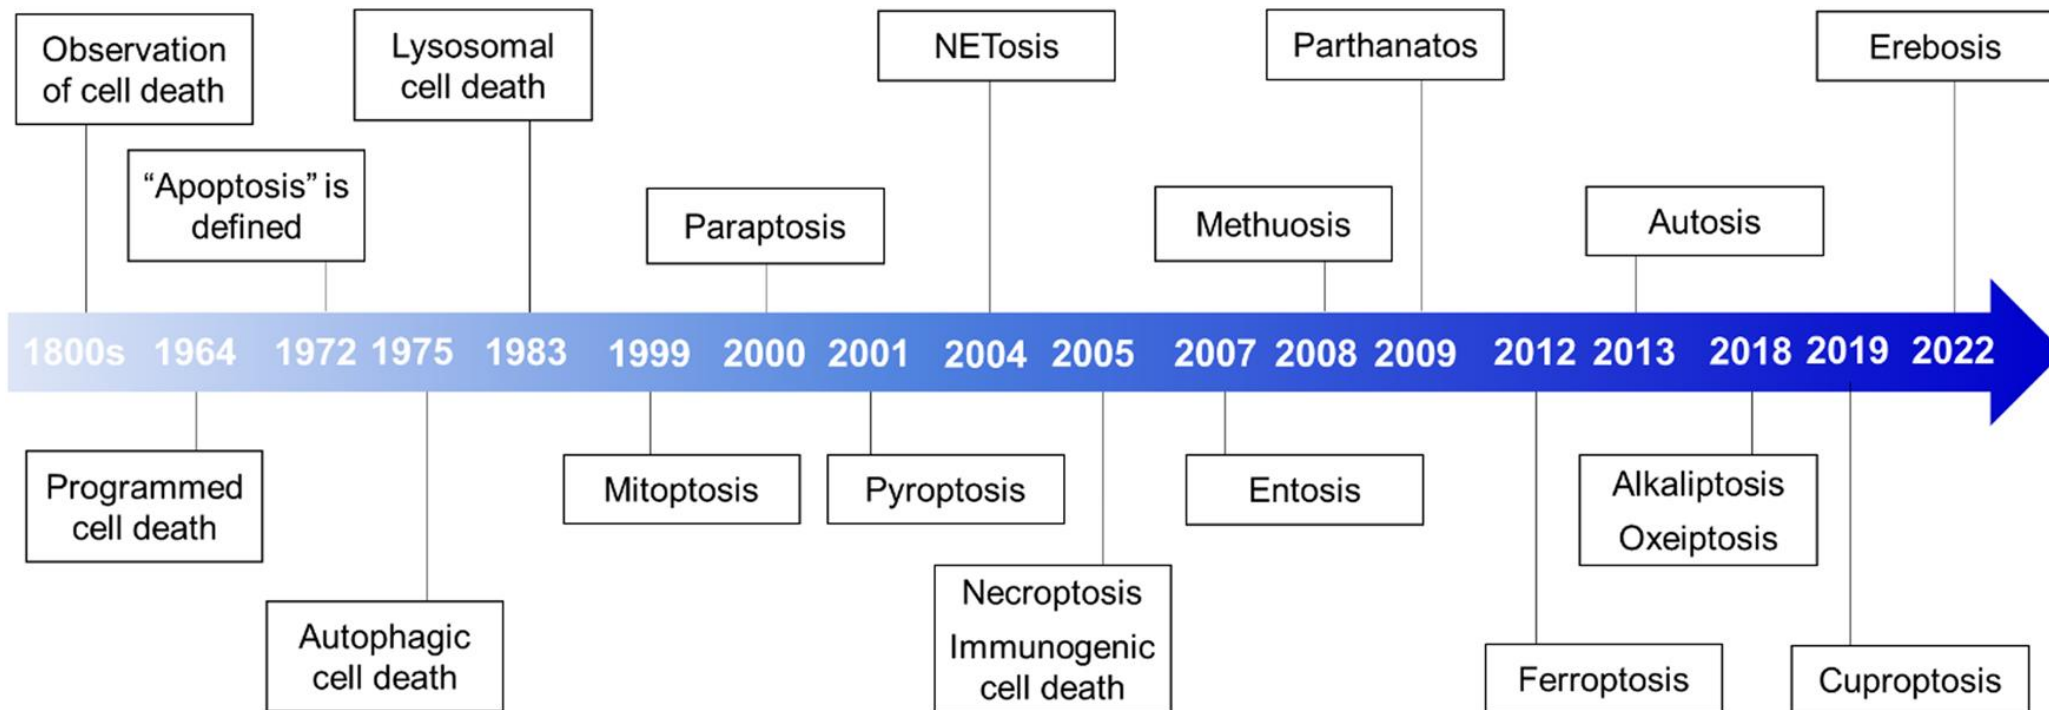 Observation
of cell death
Lysosomal
cell death
NETosis
Parthanatos
Erebosis
“Apoptosis” is
defined
Paraptosis
Methuosis
Autosis
1800s 1964 1972 1975 1983 1999 2000 2001 2004 2005 2007 2008 2009 2012 2013 2018 2019 2022
Programmed
cell death
Mitoptosis
Pyroptosis
Entosis
Alkaliptosis
Oxeiptosis
Autophagic
cell death
Necroptosis
Immunogenic
cell death
Ferroptosis
Cuproptosis